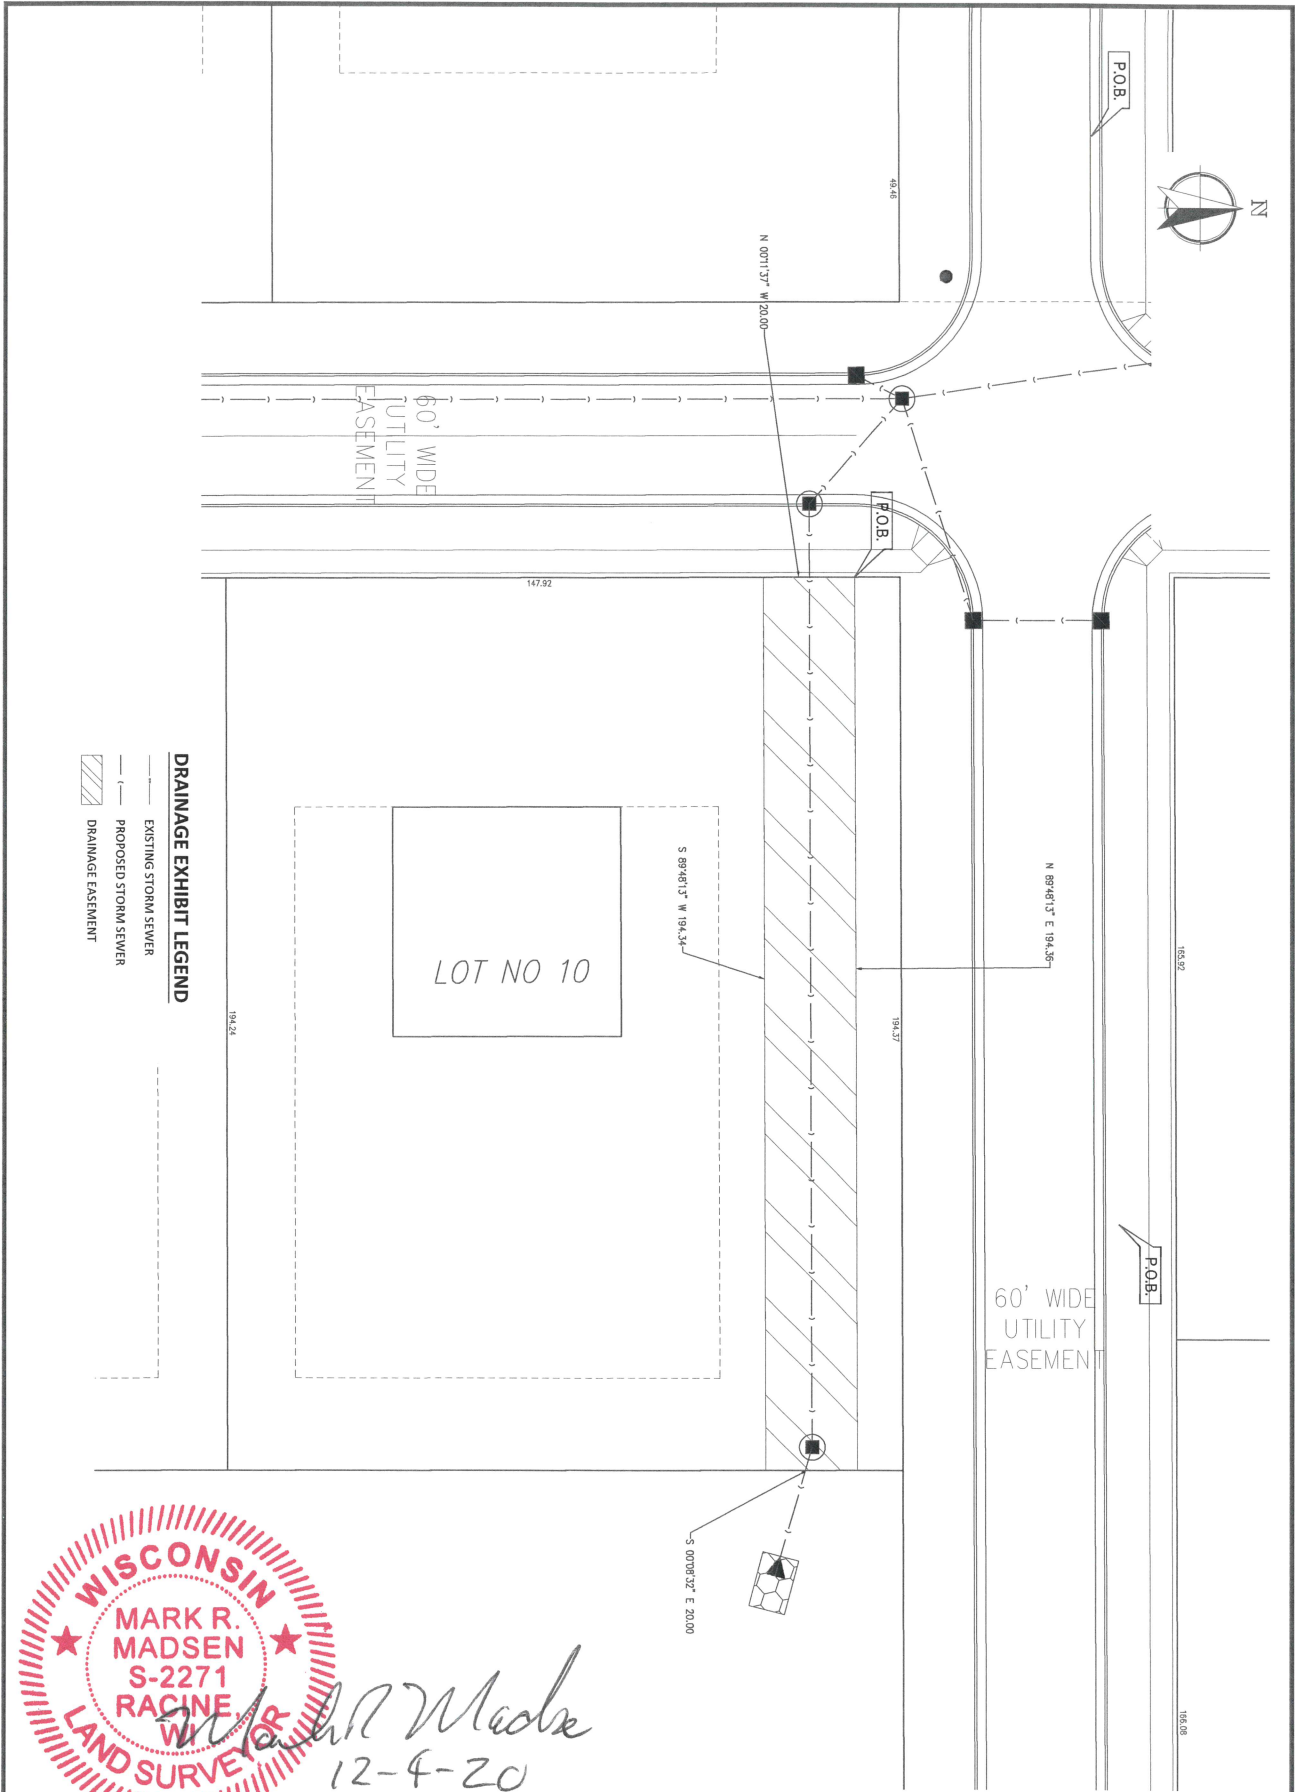 P.O.B.
N
49.46
N 00°11'37" W 20.00
60' WIDE
UTILITY
EASEMENT
P.O.B.
147.92
N 89°48'13" E 194.36
165.92
S 89°48'13" W 194.34
194.37
LOT NO 10
194.24
P.O.B.
60' WIDE
UTILITY
EASEMENT
S 00°08'32" E 20.00
166.08
DRAINAGE EXHIBIT LEGEND
EXISTING STORM SEWER
PROPOSED STORM SEWER
DRAINAGE EASEMENT
WISCONSIN
MARK R.
MADSEN
S-2271
RACINE,
WI
LAND SURVEYOR
Mark R Madsen
12-4-20